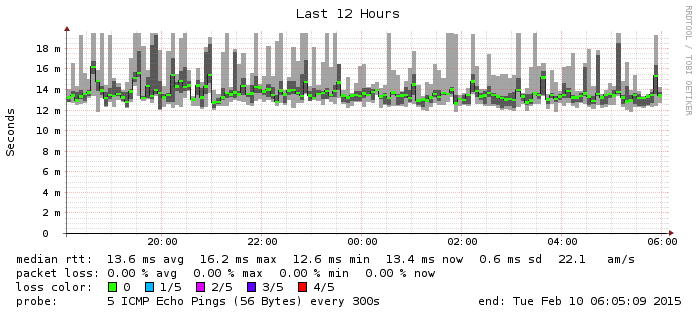 Last 12 Hours
RRDTOOL / TOBI OETIKER
Seconds
18 m
16 m
14 m
12 m
10 m
8 m
6 m
4 m
2 m
0
20:00 22:00 00:00 02:00 04:00 06:00
median rtt: 13.6 ms avg 16.2 ms max 12.6 ms min 13.4 ms now 0.6 ms sd 22.1 am/s
packet loss: 0.00 % avg 0.00 % max 0.00 % min 0.00 % now
loss color: 0 1/5 2/5 3/5 4/5
probe: 5 ICMP Echo Pings (56 Bytes) every 300s end: Tue Feb 10 06:05:09 2015